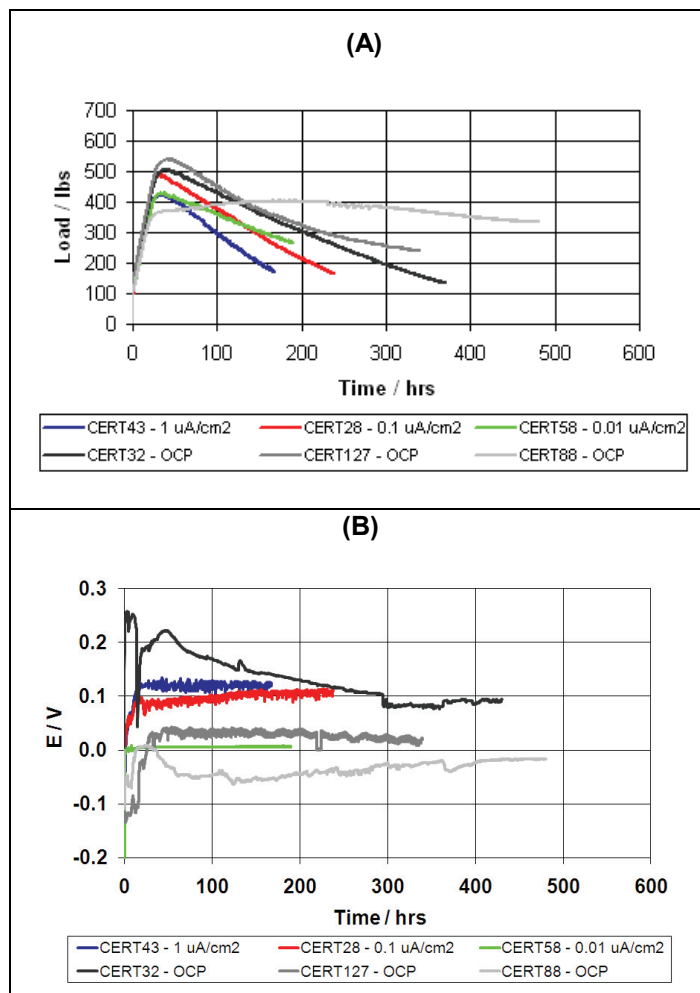 (A)
700
600
500
400
300
200
100
0
Load / lbs
0 100 200 300 400 500 600
Time / hrs
CERT43 - 1 uA/cm2 CERT28 - 0.1 uA/cm2 CERT58 - 0.01 uA/cm2
CERT32 - OCP CERT127 - OCP CERT88 - OCP
(B)
0.3
0.2
0.1
0.0
-0.1
-0.2
E / V
0 100 200 300 400 500 600
Time / hrs
CERT43 - 1 uA/cm2 CERT28 - 0.1 uA/cm2 CERT58 - 0.01 uA/cm2
CERT32 - OCP CERT127 - OCP CERT88 - OCP